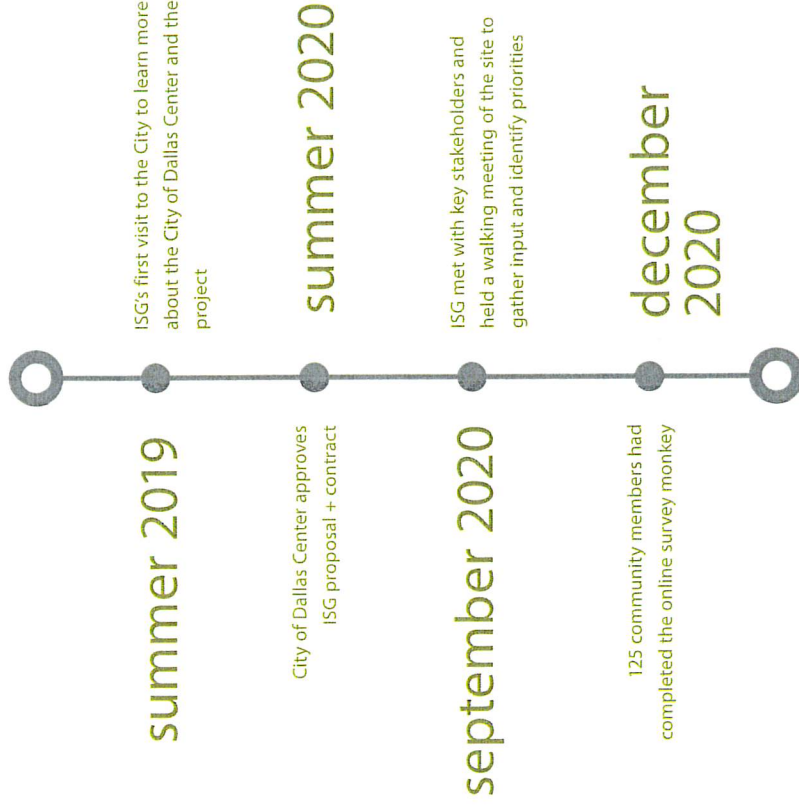 summer 2019
ISG's first visit to the City to learn more
about the City of Dallas Center and the
project
City of Dallas Center approves
ISG proposal + contract
summer 2020
september 2020
ISG met with key stakeholders and
held a walking meeting of the site to
gather input and identify priorities
125 community members had
completed the online survey monkey
december
2020